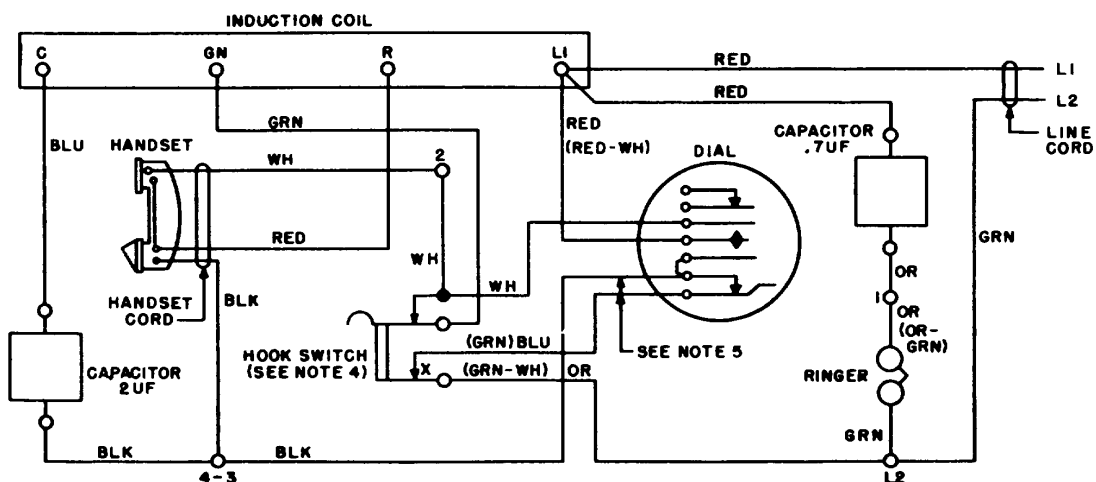 INDUCTION COIL
C
GN
R
L1
RED
L1
RED
L2
GRN
RED
(RED-WH)
CAPACITOR
.7UF
LINE
CORD
BLU
HANDSET
WH
2
DIAL
RED
WH
GRN
WH
OR
HANDSET
CORD
BLK
1
OR
(OR-
GRN)
HOOK SWITCH
(SEE NOTE 4)
(GRN)BLU
SEE NOTE 5
X
(GRN-WH)
OR
RINGER
CAPACITOR
2UF
GRN
BLK
4-3
BLK
L2